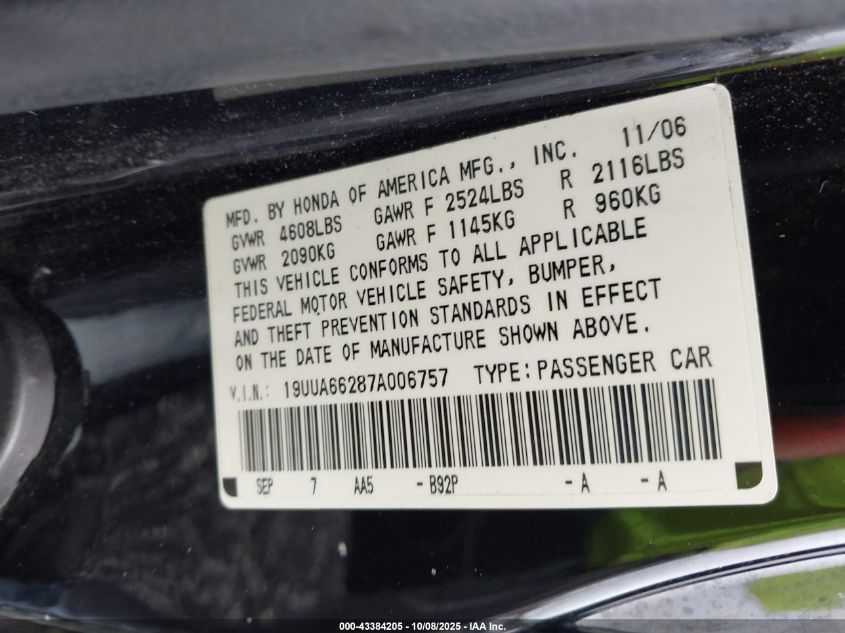 MFD. BY HONDA OF AMERICA MFG., INC. 11/06
GVWR 4608LBS GAWR F 2524LBS R 2116LBS
GVWR 2090KG GAWR F 1145KG R 960KG
THIS VEHICLE CONFORMS TO ALL APPLICABLE
FEDERAL MOTOR VEHICLE SAFETY, BUMPER,
AND THEFT PREVENTION STANDARDS IN EFFECT
ON THE DATE OF MANUFACTURE SHOWN ABOVE.
V.I.N.: 19UUA66287A006757 TYPE:PASSENGER CAR
SEP 7 AA5 -B92P -A -A
000-43384205 - 10/08/2025 - IAA Inc.